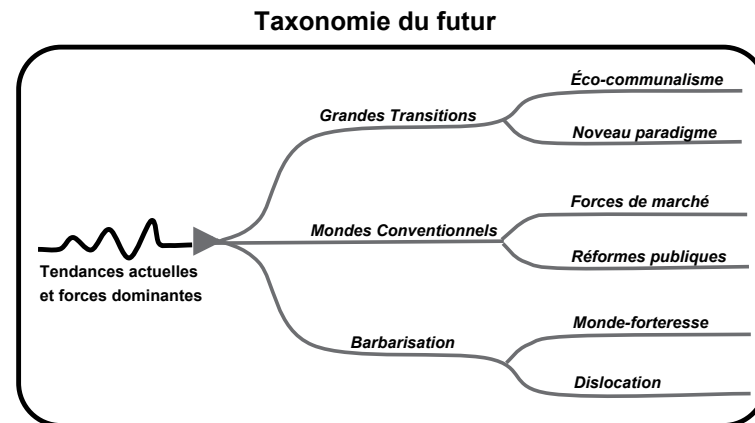 Taxonomie du futur
Éco-communalisme
Grandes Transitions
Noveau paradigme
Forces de marché
Mondes Conventionnels
Réformes publiques
Tendances actuelles
et forces dominantes
Monde-forteresse
Barbarisation
Dislocation